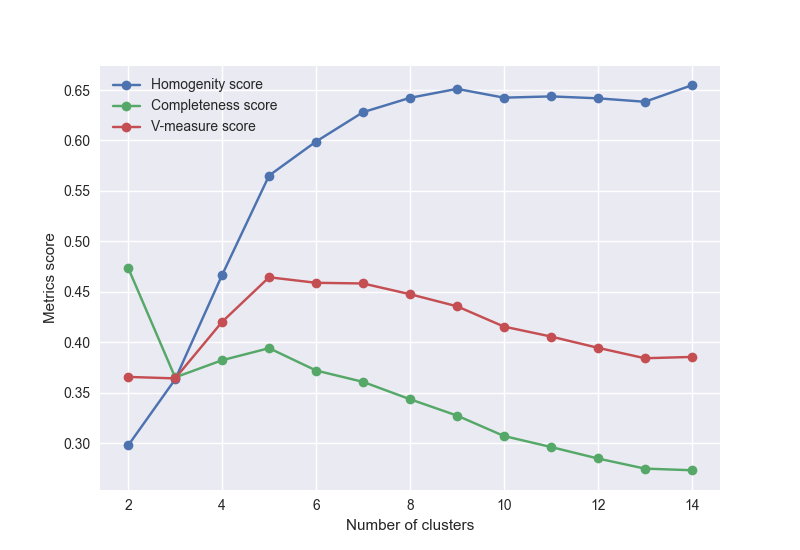 Homogenity score
Completeness score
V-measure score
0.65
0.60
0.55
0.50
0.45
0.40
0.35
0.30
Metrics score
2 4 6 8 10 12 14
Number of clusters